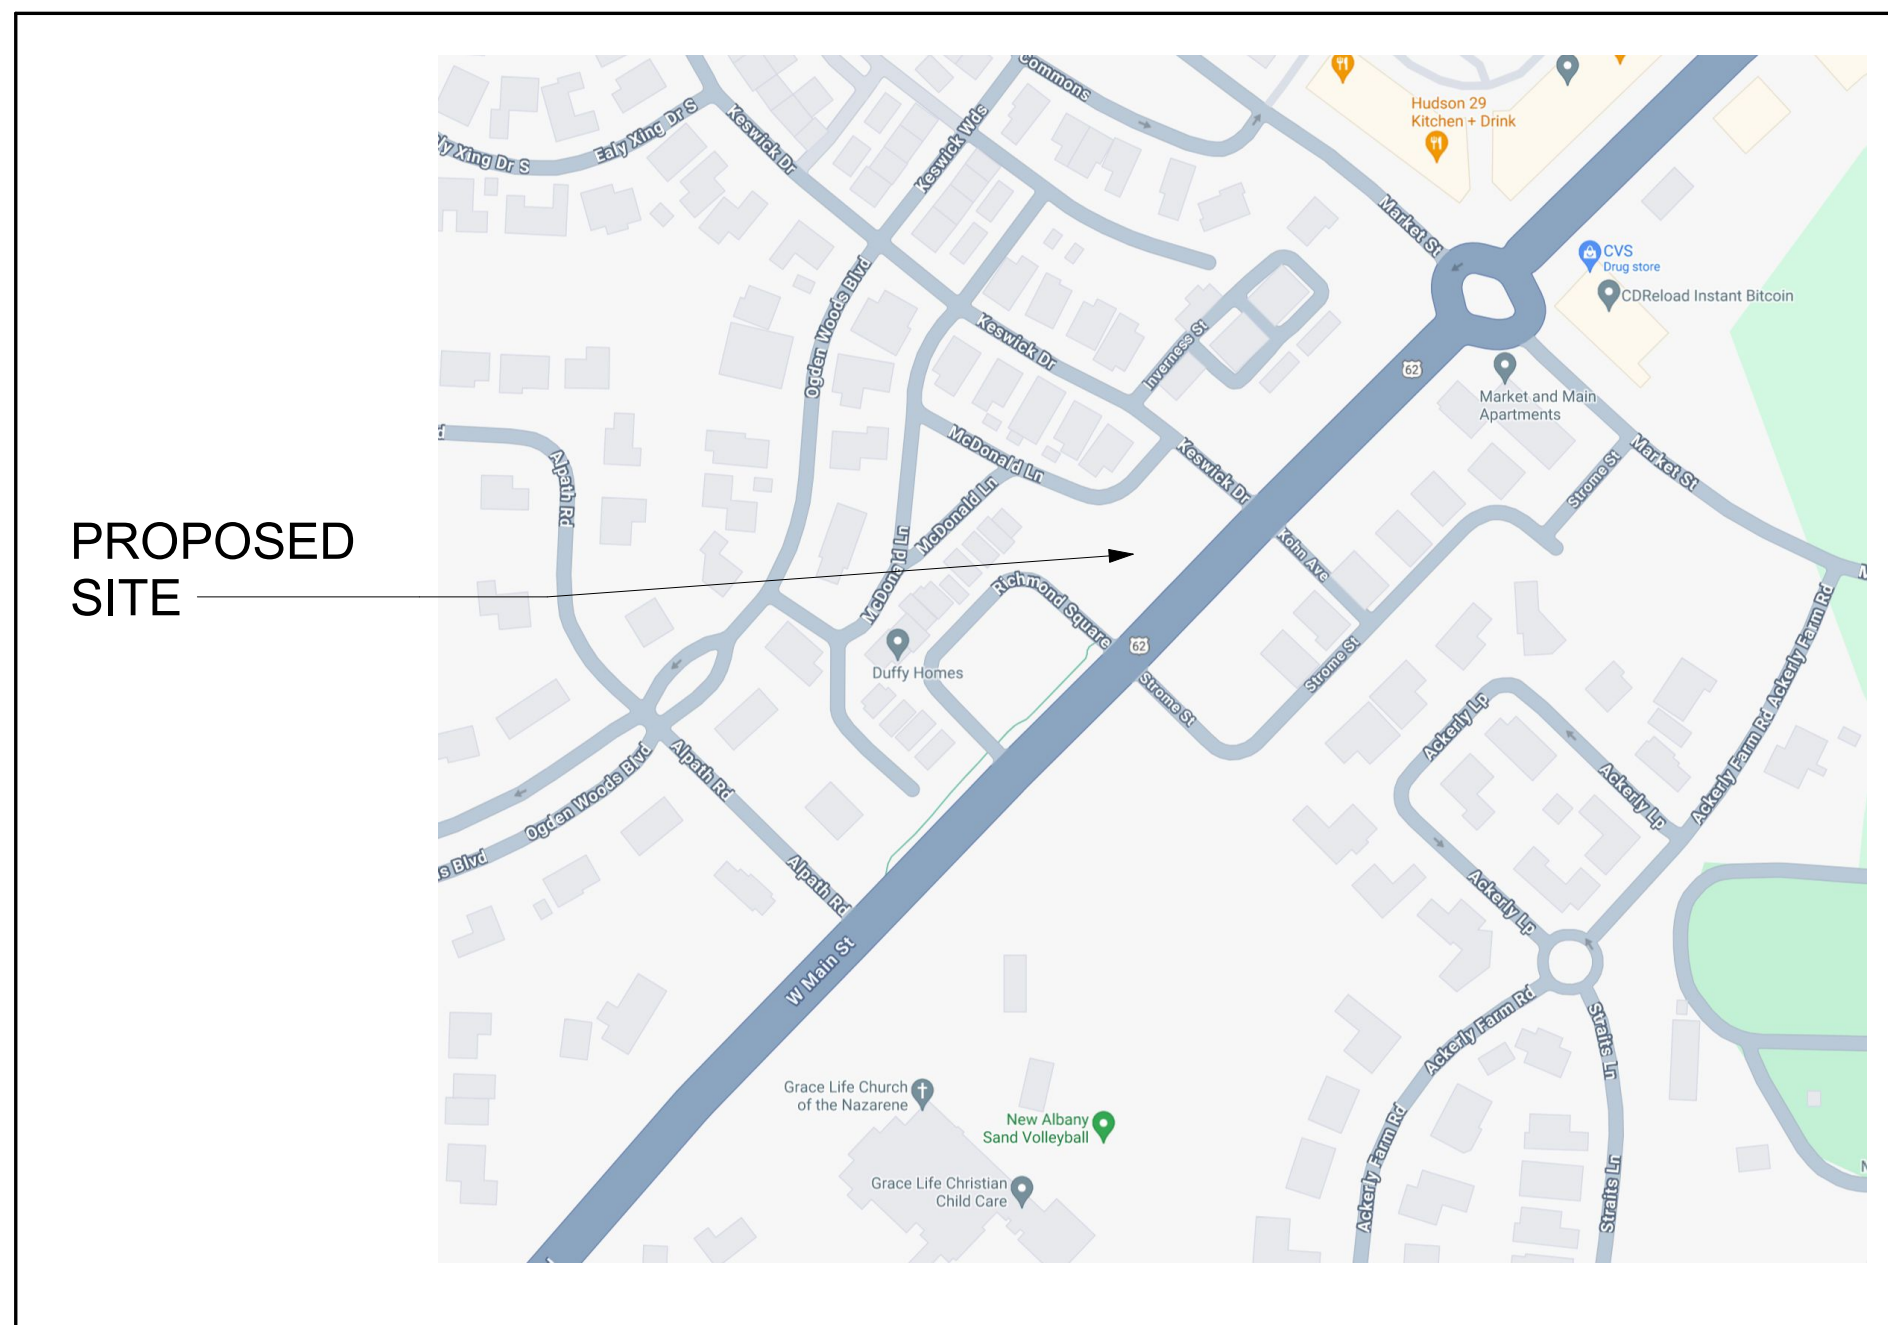 PROPOSED
SITE
Commons
Hudson 29
Kitchen + Drink
Ealy Xing Dr S
ly Xing Dr S
Keswick Dr
Keswick Wds
Market St
CVS
Drug store
CDReload Instant Bitcoin
Ogden Woods Blvd
Keswick Dr
Inverness St
62
Market and Main
Apartments
McDonald Ln
Keswick Dr
Market St
Strome St
Alpath Rd
McDonald Ln
McDonald Ln
Kohn Ave
Richmond Square
62
Duffy Homes
Strome St
Strome St
Ackerly Farm Rd
Ackerly Farm Rd
Ackerly Lp
Ackerly Lp
Alpath Rd
Ogden Woods Blvd
s Blvd
Alpath Rd
Ackerly Lp
W Main St
Ackerly Farm Rd
Straits Ln
Grace Life Church
of the Nazarene
New Albany
Sand Volleyball
Ackerly Farm Rd
Straits Ln
Grace Life Christian
Child Care